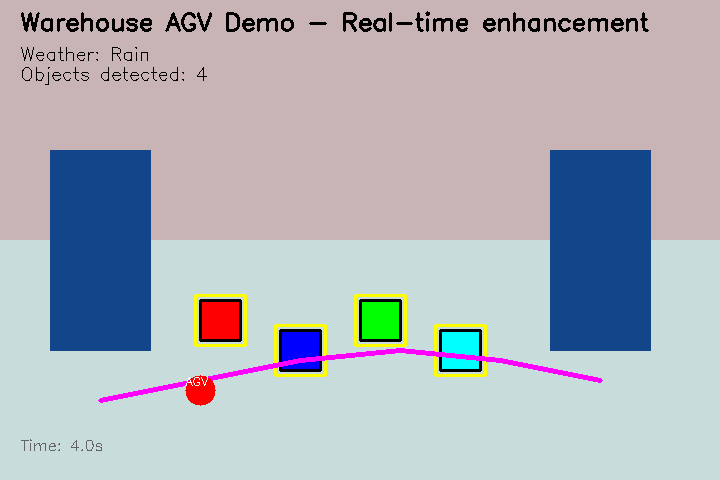 Warehouse AGV Demo - Real-time enhancement
Weather: Rain
Objects detected: 4
AGV
Time: 4.0s